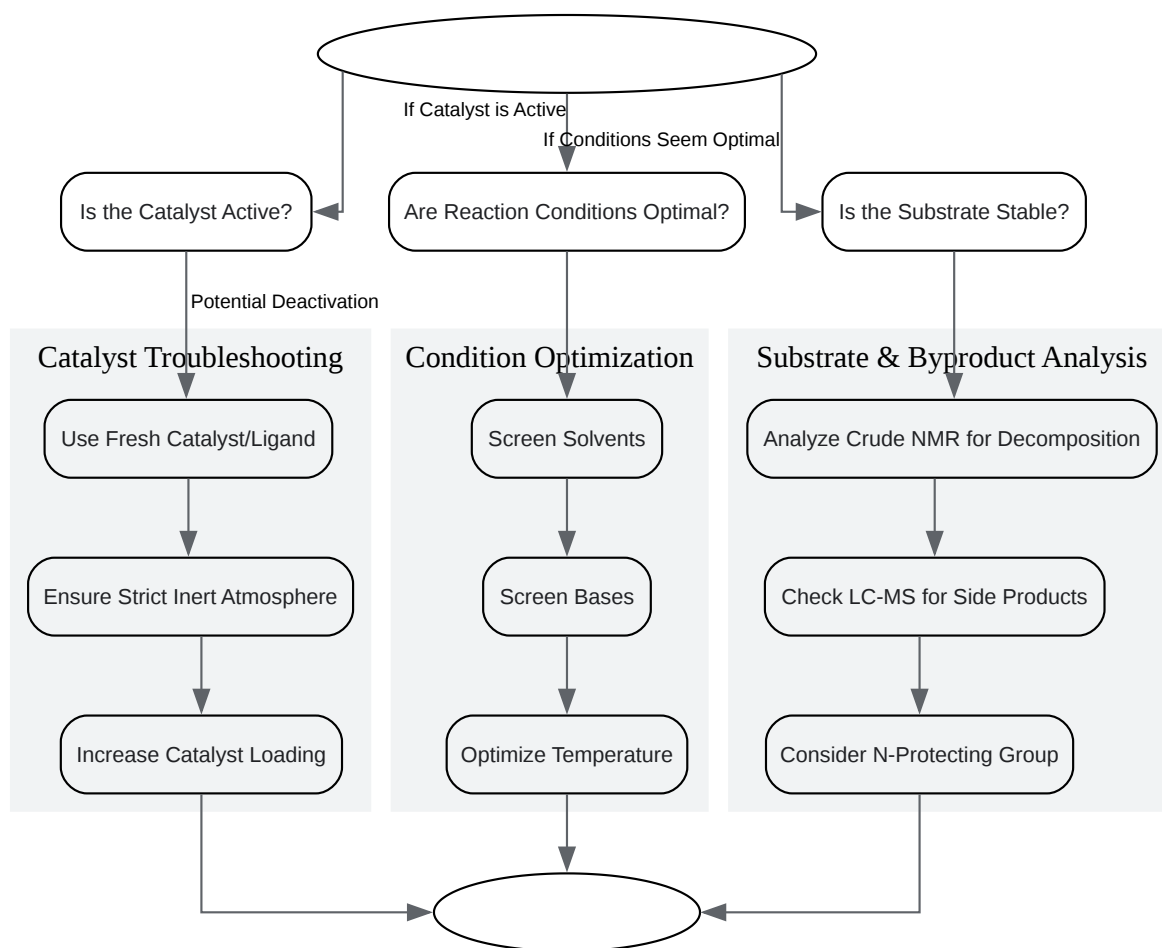 If Catalyst is Active
If Conditions Seem Optimal
Is the Catalyst Active?
Are Reaction Conditions Optimal?
Is the Substrate Stable?
Potential Deactivation
Catalyst Troubleshooting
Condition Optimization
Substrate & Byproduct Analysis
Use Fresh Catalyst/Ligand
Screen Solvents
Analyze Crude NMR for Decomposition
Ensure Strict Inert Atmosphere
Screen Bases
Check LC-MS for Side Products
Increase Catalyst Loading
Optimize Temperature
Consider N-Protecting Group